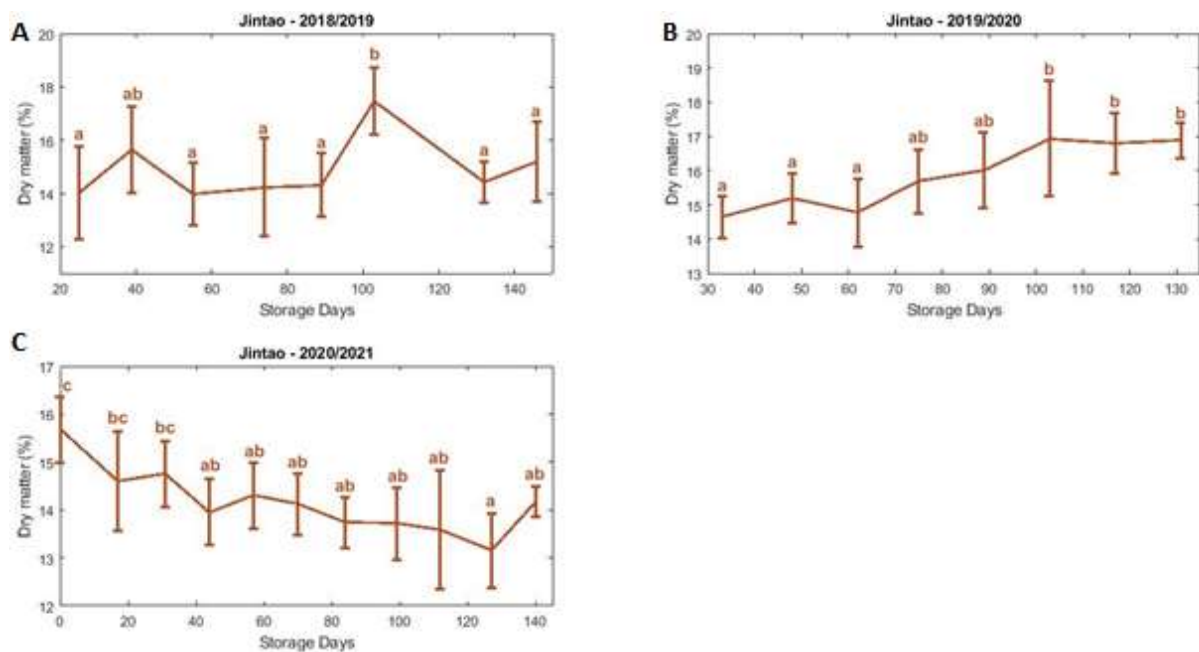 A
Jintao - 2018/2019
Dry matter (%)
20
18
16
14
12
a
ab
a
a
a
b
a
a
20 40 60 80 100 120 140
Storage Days
B
Jintao - 2019/2020
Dry matter (%)
20
19
18
17
16
15
14
13
a
a
a
ab
ab
b
b
b
30 40 50 60 70 80 90 100 110 120 130
Storage Days
C
Jintao - 2020/2021
Dry matter (%)
17
16
15
14
13
12
c
bc
bc
ab
ab
ab
ab
ab
ab
a
ab
0 20 40 60 80 100 120 140
Storage Days